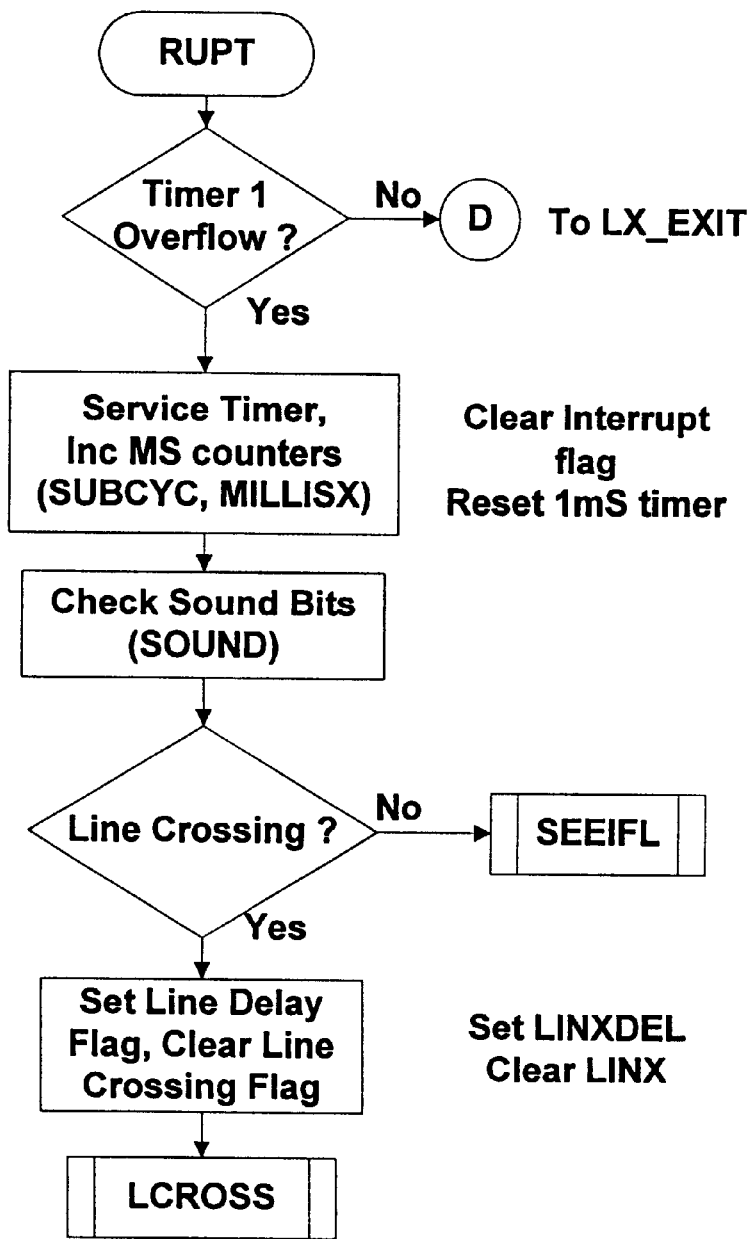 RUPT
Timer 1
Overflow ?
No
D
To LX_EXIT
Yes
Service Timer,
Inc MS counters
(SUBCYC, MILLISX)
Clear Interrupt
flag
Reset 1mS timer
Check Sound Bits
(SOUND)
Line Crossing ?
No
SEEIFL
Yes
Set Line Delay
Flag, Clear Line
Crossing Flag
Set LINXDEL
Clear LINX
LCROSS